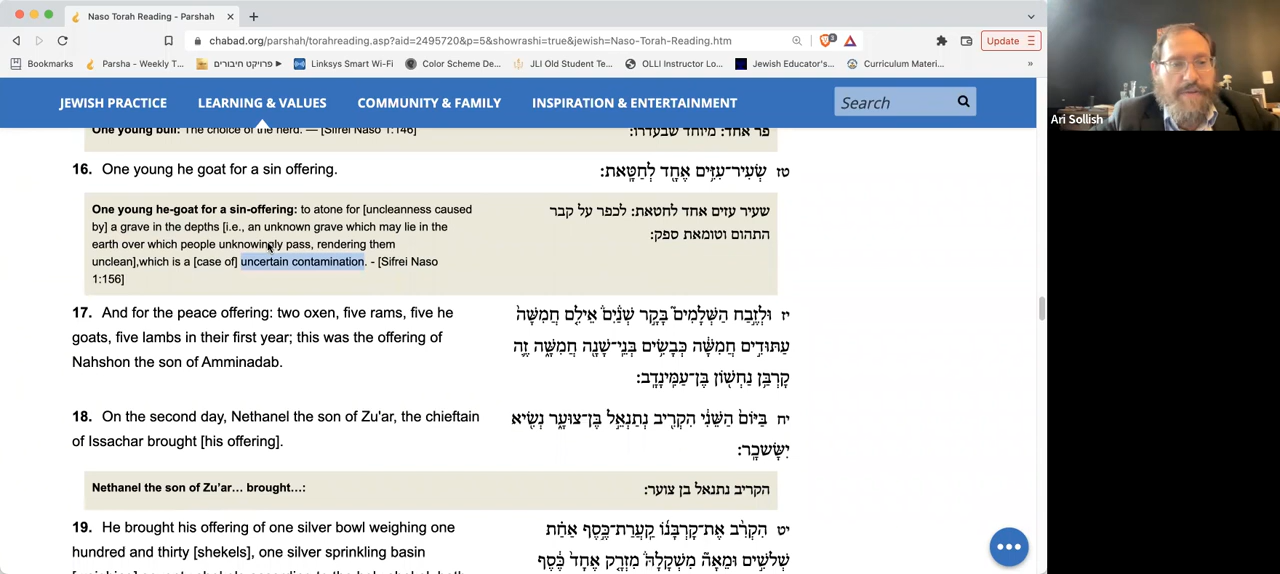 Naso Torah Reading - Parshah
chabad.org/parshah/torahreading.asp?aid=2495720&p=5&showrashi=true&jewish=Naso-Torah-Reading.htm
3
Update
Bookmarks Parsha - Weekly T... פרויקט חיבורים Linksys Smart Wi-Fi Color Scheme De... JLI Old Student Te... OLLI Instructor Lo... Jewish Educator's... Curriculum Materi... »
JEWISH PRACTICE LEARNING & VALUES COMMUNITY & FAMILY INSPIRATION & ENTERTAINMENT Search
Ari Sollish
One young bull: The choice of the herd. — [Sifrei Naso 1:146]
פר אחד: מיוחד שבעדרו:
16. One young he goat for a sin offering.
טז שְׂעִיר־עִזִּ֥ים אֶחָ֖ד לְחַטָּֽאת:
One young he-goat for a sin-offering: to atone for [uncleanness caused
by] a grave in the depths [i.e., an unknown grave which may lie in the
earth over which people unknowingly pass, rendering them
unclean],which is a [case of] uncertain contamination. - [Sifrei Naso
1:156]
שעיר עזים אחד לחטאת: לכפר על קבר
התהום וטומאת ספק:
17. And for the peace offering: two oxen, five rams, five he
goats, five lambs in their first year; this was the offering of
Nahshon the son of Amminadab.
יז וּלְזֶ֣בַח הַשְּׁלָמִים֘ בָּקָ֣ר שְׁנַ֒יִם֒ אֵילִ֤ם חֲמִשָּׁה֙
עַתּוּדִ֣ים חֲמִשָּׁ֔ה כְּבָשִׂ֥ים בְּנֵֽי־שָׁנָ֖ה חֲמִשָּׁ֑ה זֶ֛ה
קָרְבַּ֥ן נַחְשׁ֖וֹן בֶּן־עַמִּֽינָדָֽב:
18. On the second day, Nethanel the son of Zu'ar, the chieftain
of Issachar brought [his offering].
יח בַּיּוֹם֙ הַשֵּׁנִ֔י הִקְרִ֖יב נְתַנְאֵ֣ל בֶּן־צוּעָ֑ר נְשִׂ֖יא
יִשָּׂשכָֽר:
Nethanel the son of Zu'ar… brought…:
הקריב נתנאל בן צוער:
19. He brought his offering of one silver bowl weighing one
hundred and thirty [shekels], one silver sprinkling basin
יט הִקְרִ֨ב אֶת־קָרְבָּנ֜וֹ קַֽעֲרַת־כֶּ֣סֶף אַחַ֗ת
שְׁלשִׁ֣ים וּמֵאָה֘ מִשְׁקָלָהּ֒ מִזְרָ֤ק אֶחָד֙ כֶּ֔סֶף